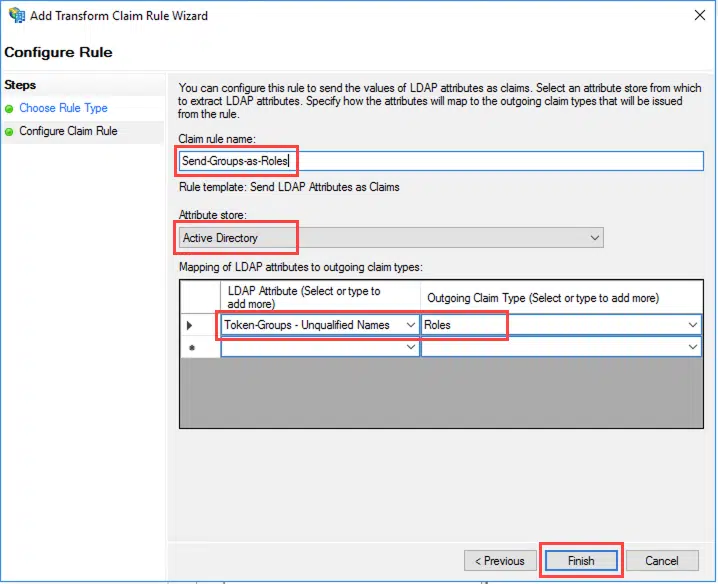 Add Transform Claim Rule Wizard
Configure Rule
Steps
Choose Rule Type
Configure Claim Rule
You can configure this rule to send the values of LDAP attributes as claims. Select an attribute store from which
to extract LDAP attributes. Specify how the attributes will map to the outgoing claim types that will be issued
from the rule.
Claim rule name:
Send-Groups-as-Roles
Rule template: Send LDAP Attributes as Claims
Attribute store:
Active Directory
Mapping of LDAP attributes to outgoing claim types:
LDAP Attribute (Select or type to
add more)
Outgoing Claim Type (Select or type to add more)
Token-Groups - Unqualified Names
Roles
< Previous
Finish
Cancel